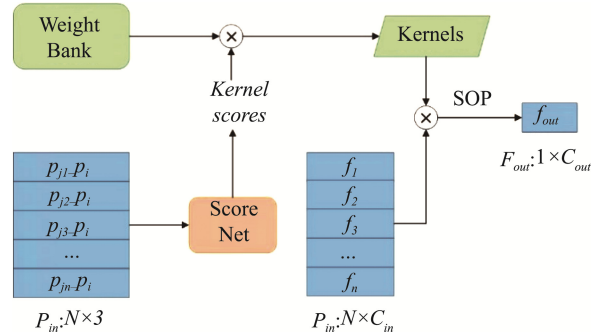 Weight
Bank
×
Kernels
Kernel
scores
×
SOP
f_out
F_out:1×C_out
p_j1-p_i
p_j2-p_i
p_j3-p_i
...
p_jn-p_i
Score
Net
f_1
f_2
f_3
...
f_n
P_in:N×3
P_in:N×C_in